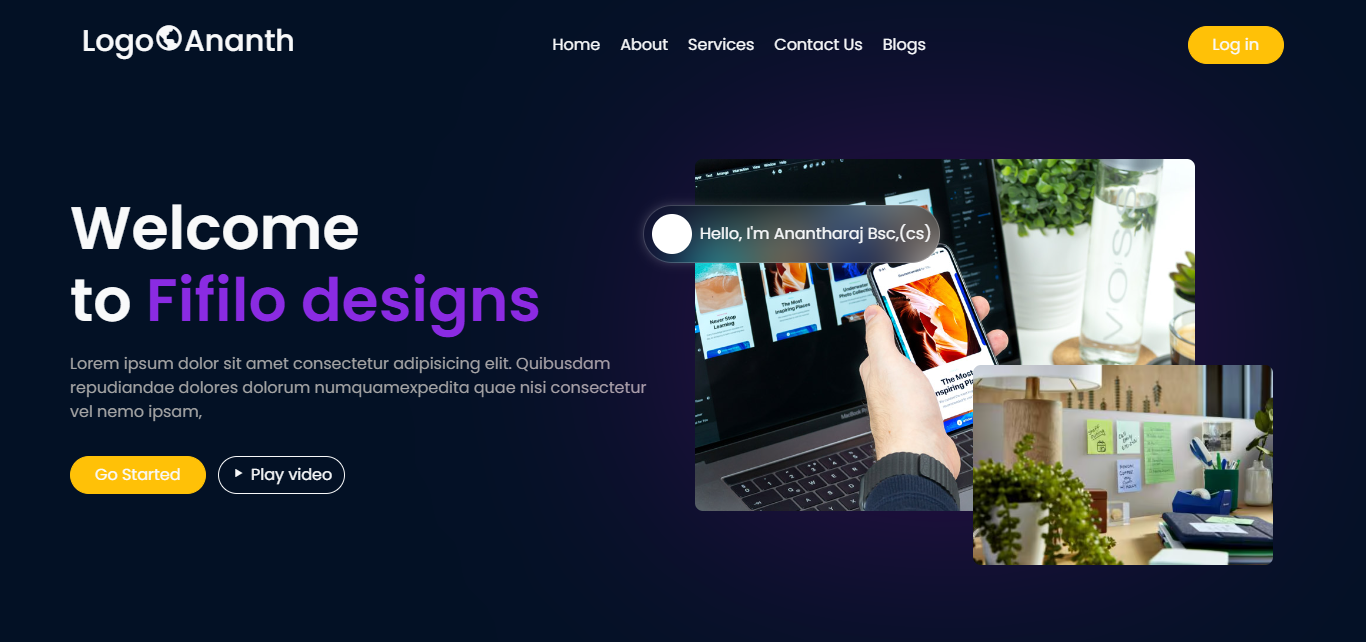 Logo Ananth
Home About Services Contact Us Blogs
Log in
Welcome
to Fifilo designs
Lorem ipsum dolor sit amet consectetur adipisicing elit. Quibusdam
repudiandae dolores dolorum numquamexpedita quae nisi consectetur
vel nemo ipsam,
Go Started
Play video
Hello, I'm Anantharaj Bsc,(cs)
Never Stop
Learning
The Most
Inspiring Places
Underwater
VOSS
The Most